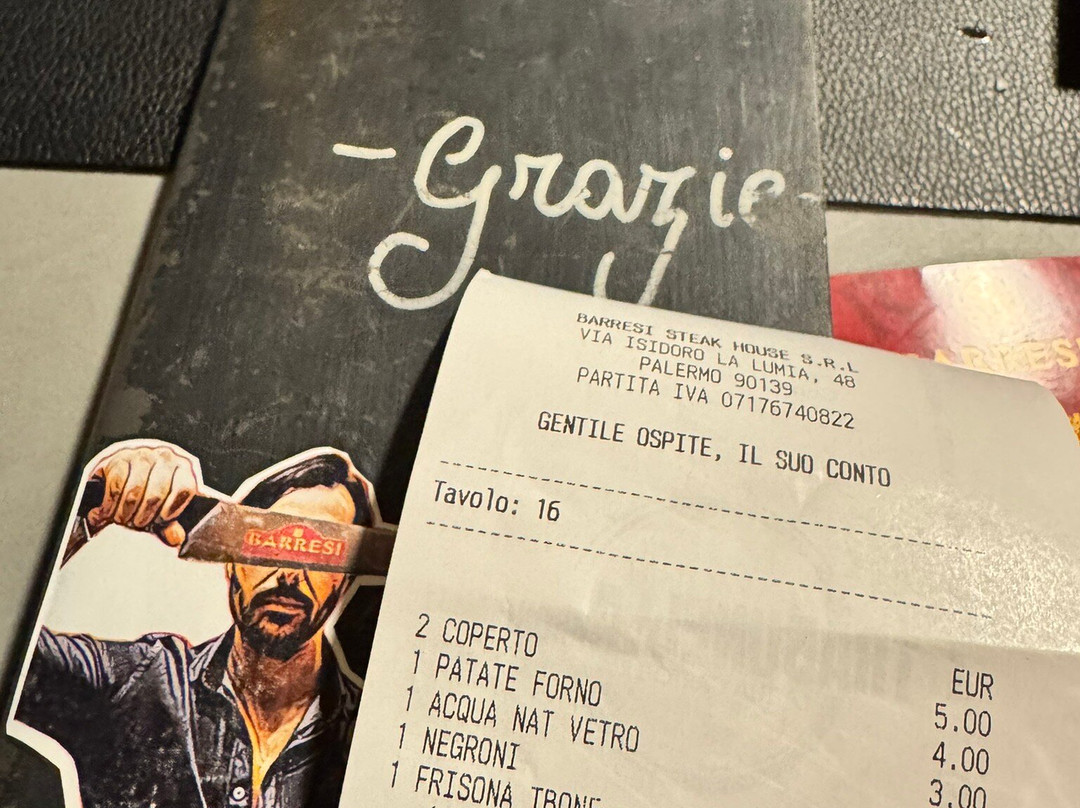 -Grazie-
BARRESI STEAK HOUSE S.R.L
VIA ISIDORO LA LUMIA, 48
PALERMO 90139
PARTITA IVA 07176740822
GENTILE OSPITE, IL SUO CONTO
Tavolo: 16
EUR
2 COPERTO 5.00
1 PATATE FORNO 4.00
1 ACQUA NAT VETRO 3.00
1 NEGRONI
1 FRISONA
BARRESI